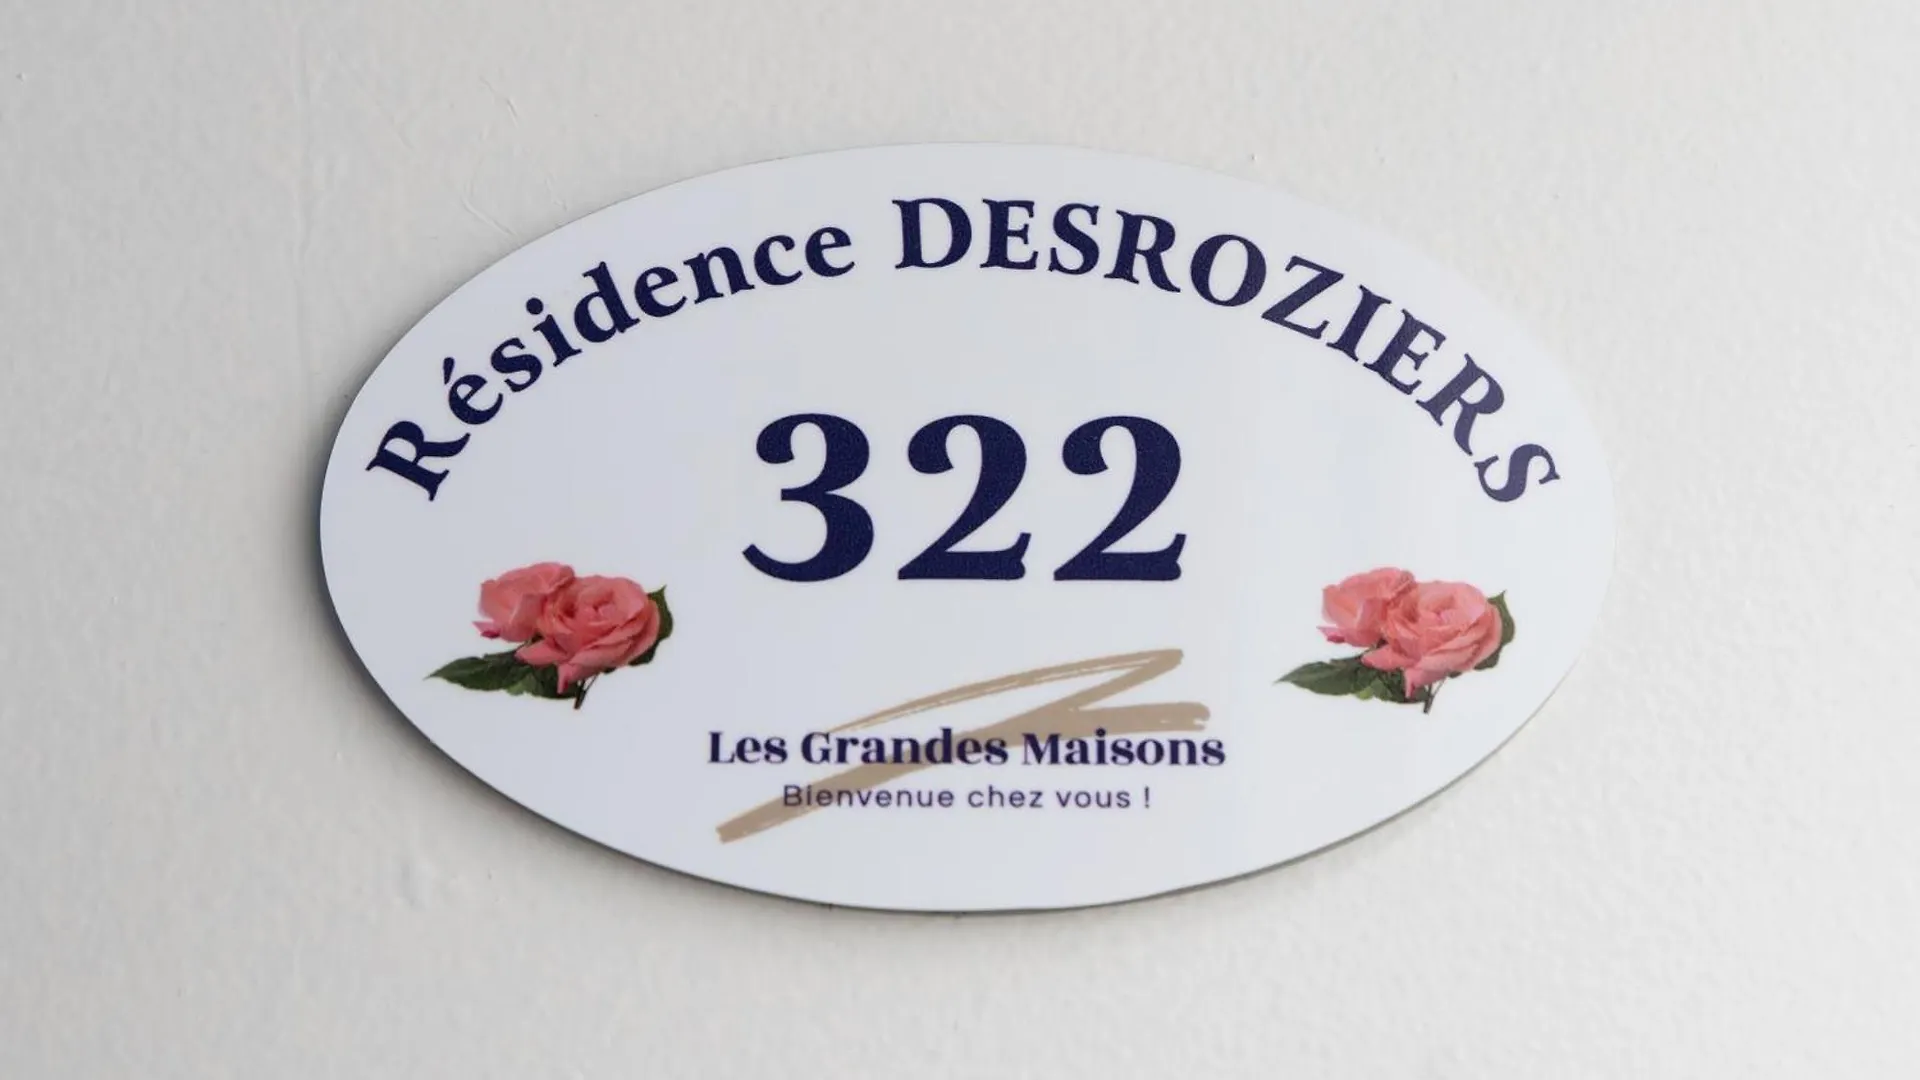 Résidence DESROZIERS
322
Les Grandes Maisons
Bienvenue chez vous !